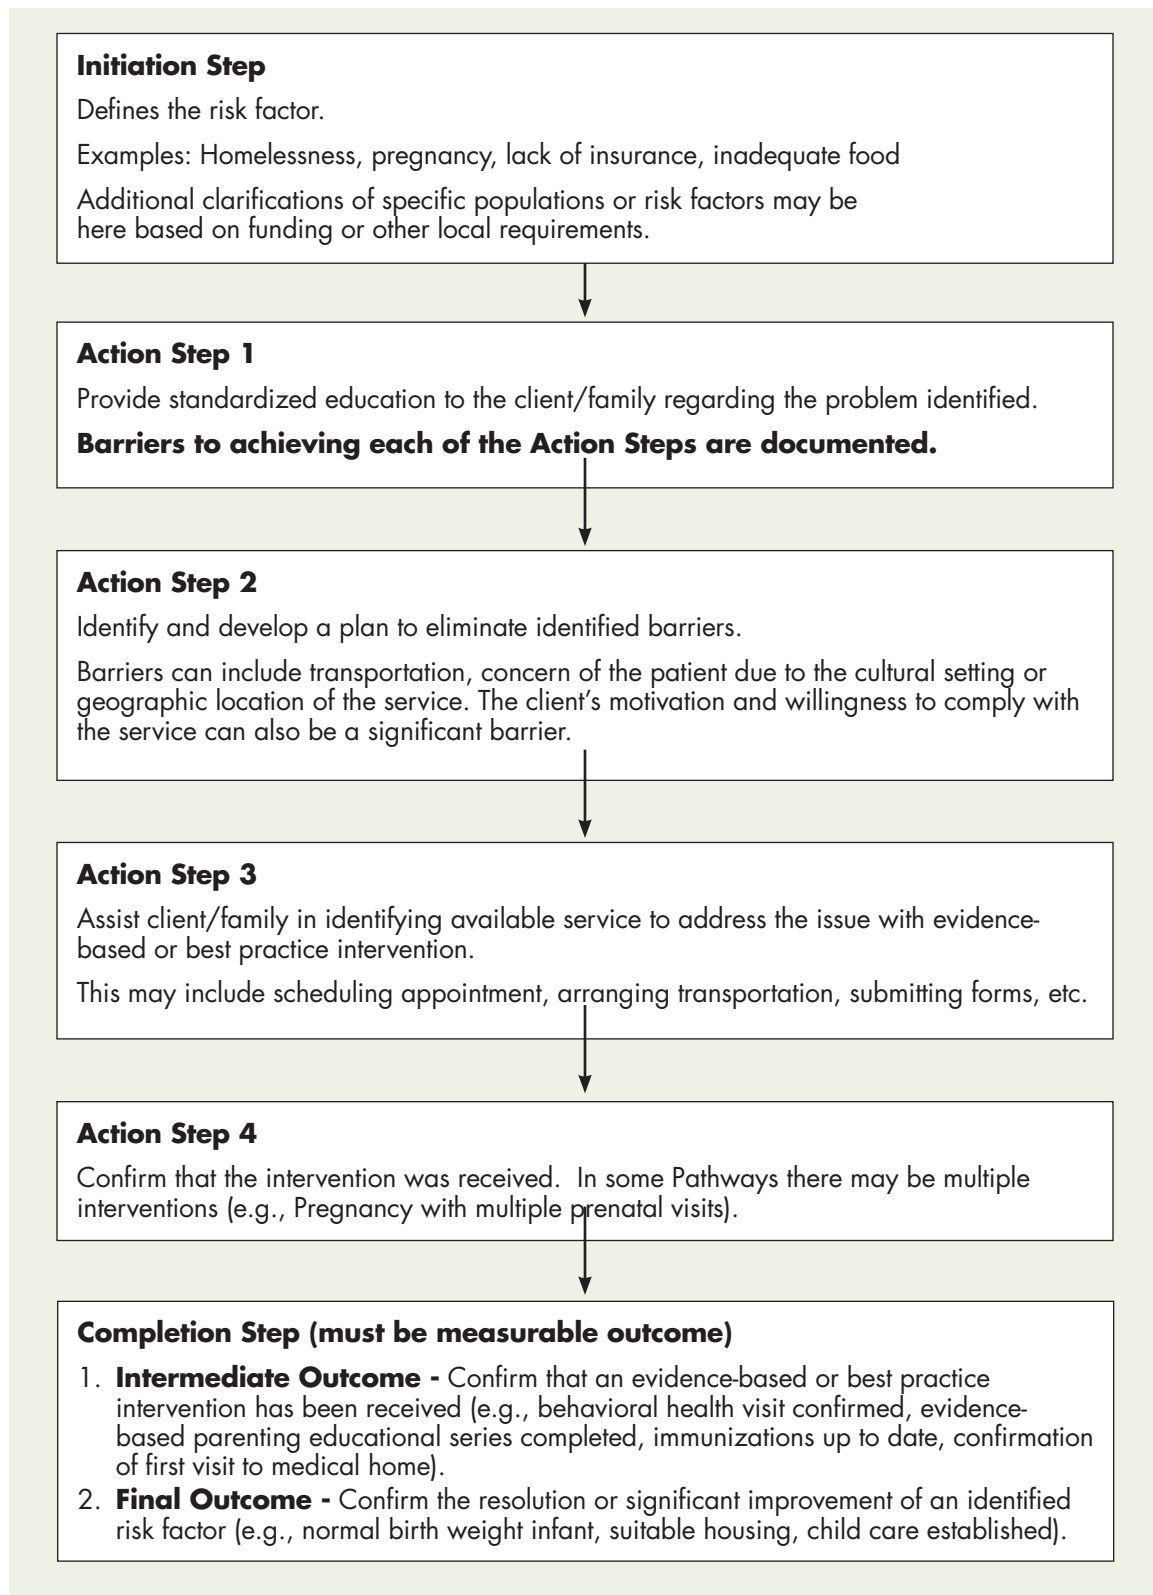 Initiation Step
Defines the risk factor.
Examples: Homelessness, pregnancy, lack of insurance, inadequate food
Additional clarifications of specific populations or risk factors may be
here based on funding or other local requirements.
Action Step 1
Provide standardized education to the client/family regarding the problem identified.
Barriers to achieving each of the Action Steps are documented.
Action Step 2
Identify and develop a plan to eliminate identified barriers.
Barriers can include transportation, concern of the patient due to the cultural setting or
geographic location of the service. The client’s motivation and willingness to comply with
the service can also be a significant barrier.
Action Step 3
Assist client/family in identifying available service to address the issue with evidence-
based or best practice intervention.
This may include scheduling appointment, arranging transportation, submitting forms, etc.
Action Step 4
Confirm that the intervention was received.  In some Pathways there may be multiple
interventions (e.g., Pregnancy with multiple prenatal visits).
Completion Step (must be measurable outcome)
1. Intermediate Outcome - Confirm that an evidence-based or best practice
intervention has been received (e.g., behavioral health visit confirmed, evidence-
based parenting educational series completed, immunizations up to date, confirmation
of first visit to medical home).
2. Final Outcome - Confirm the resolution or significant improvement of an identified
risk factor (e.g., normal birth weight infant, suitable housing, child care established).